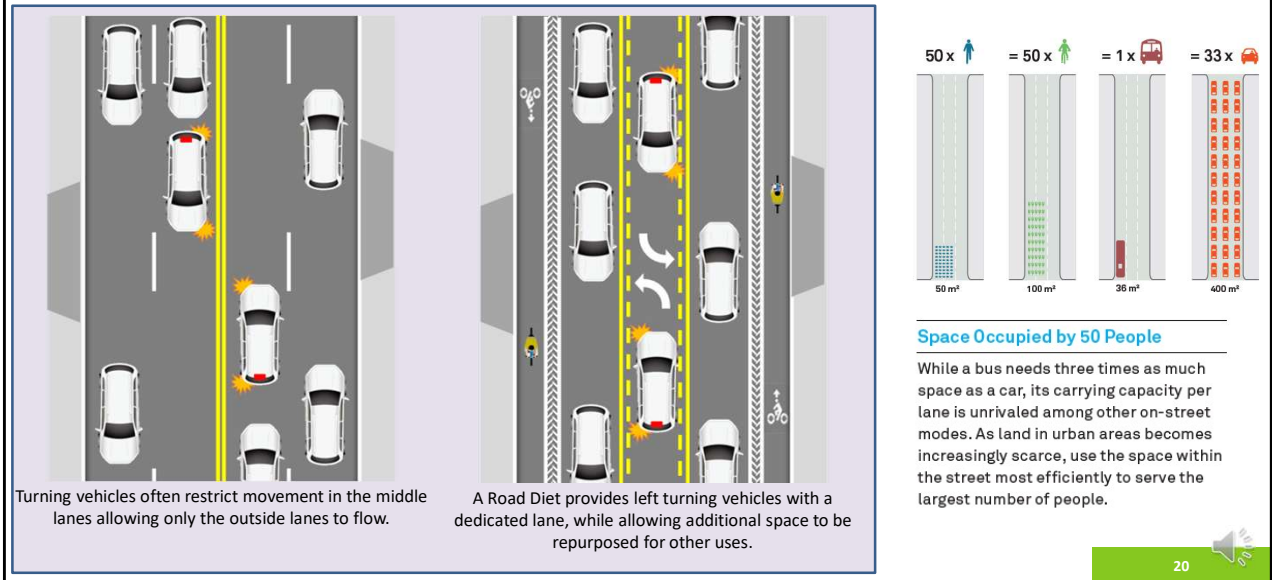 Turning vehicles often restrict movement in the middle
lanes allowing only the outside lanes to flow.
A Road Diet provides left turning vehicles with a
dedicated lane, while allowing additional space to be
repurposed for other uses.
50 x = 50 x = 1 x = 33 x
50 m² 100 m² 36 m² 400 m²
Space Occupied by 50 People
While a bus needs three times as much
space as a car, its carrying capacity per
lane is unrivaled among other on-street
modes. As land in urban areas becomes
increasingly scarce, use the space within
the street most efficiently to serve the
largest number of people.
20